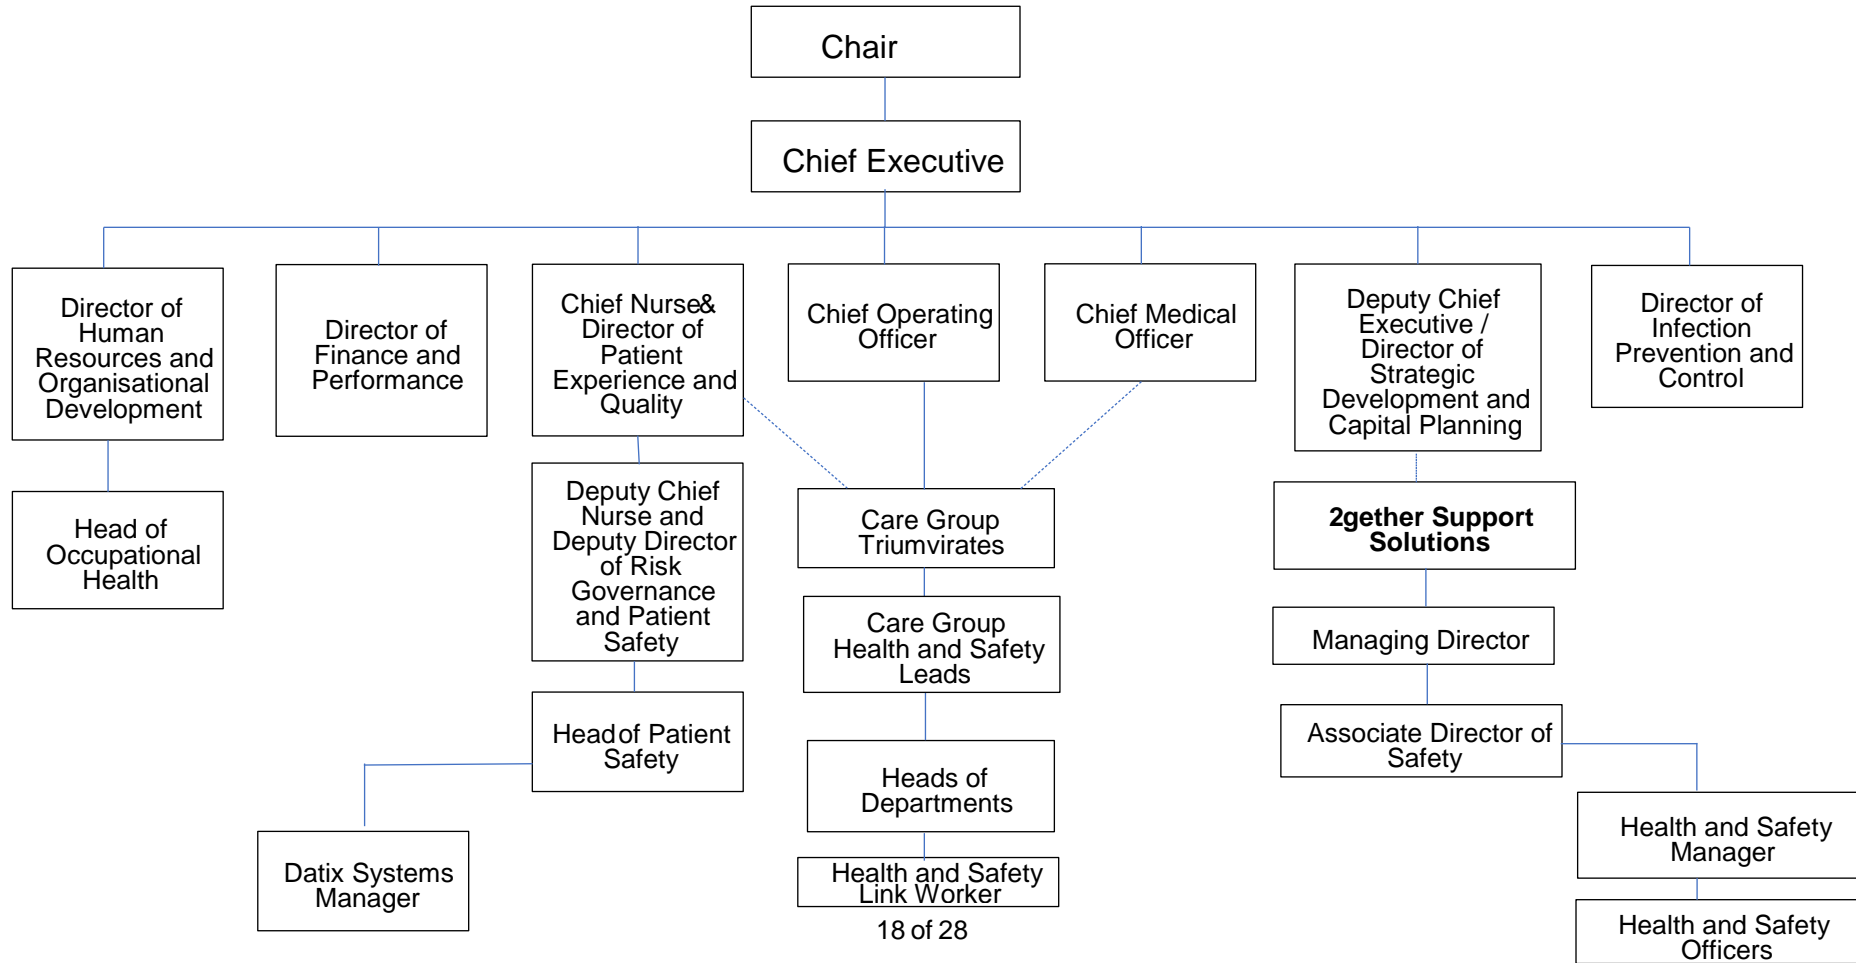 Chair
Chief Executive
Director of
Human
Resources and
Organisational
Development
Director of
Finance and
Performance
Chief Nurse&
Director of
Patient
Experience and
Quality
Chief Operating
Officer
Chief Medical
Officer
Deputy Chief
Executive /
Director of
Strategic
Development and
Capital Planning
Director of
Infection
Prevention and
Control
Head of
Occupational
Health
Deputy Chief
Nurse and
Deputy Director
of Risk
Governance
and Patient
Safety
Care Group
Triumvirates
2gether Support
Solutions
Care Group
Health and Safety
Leads
Managing Director
Head of Patient
Safety
Associate Director of
Safety
Heads of
Departments
Datix Systems
Manager
Health and Safety
Link Worker
Health and Safety
Manager
Health and Safety
Officers
18 of 28